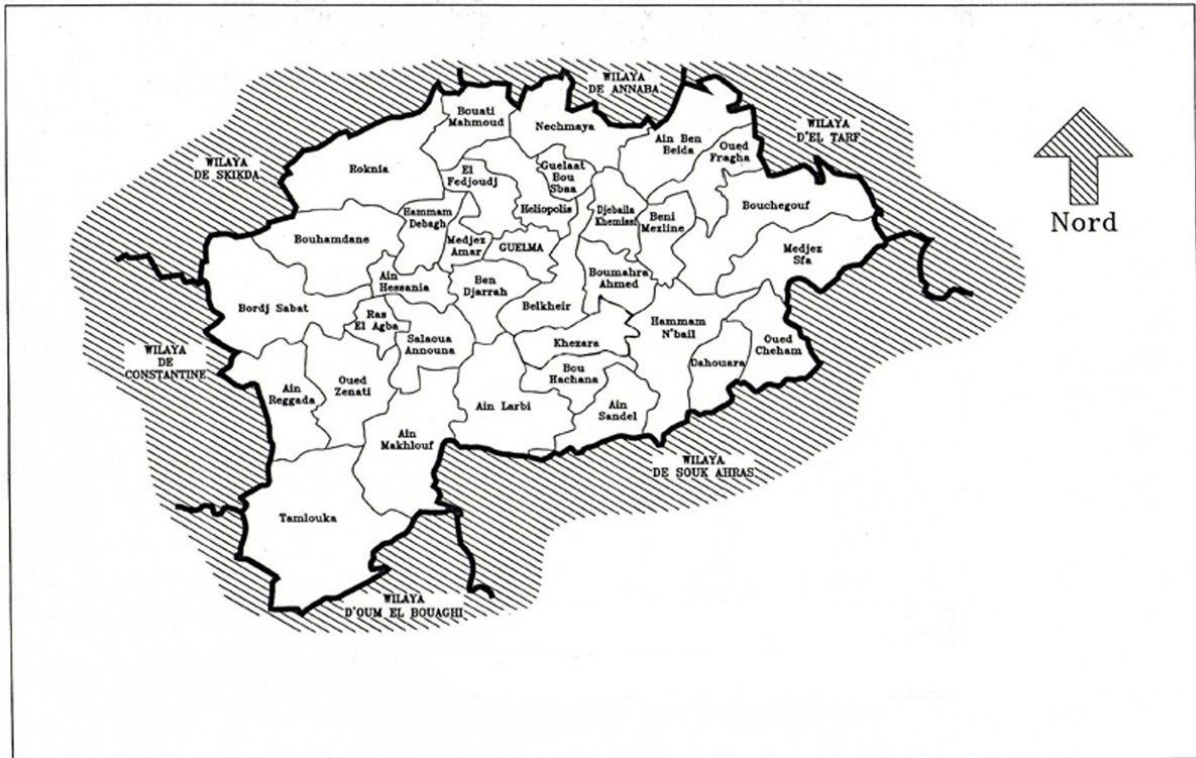 WILAYA
DE ANNABA
WILAYA
D'EL TARF
WILAYA
DE SKIKDA
Nord
Bouati
Mahmoud
Nechmaya
Ain Ben
Beida
Oued
Fragha
Roknia
El
Fedjoudj
Guelaat
Bou
Sbaa
Heliopolis
Hammam
Debagh
Djebaila
Khemissi
Beni
Mezline
Bouchegouf
Bouhamdane
Medjez
Amar
GUELMA
Medjez
Sfa
Ain
Hessania
Ben
Djarrah
Boumahra
Ahmed
Bordj Sabat
Ras
El Agba
Belkheir
Salaoua
Announa
Hammam
N'bail
Khezara
Oued
Cheham
Dahouara
WILAYA
DE
CONSTANTINE
Ain
Reggada
Oued
Zenati
Bou
Hachana
Ain Larbi
Ain
Sandel
Ain
Makhlouf
WILAYA
DE SOUK AHRAS
Tamlouka
WILAYA
D'OUM EL BOUAGHI